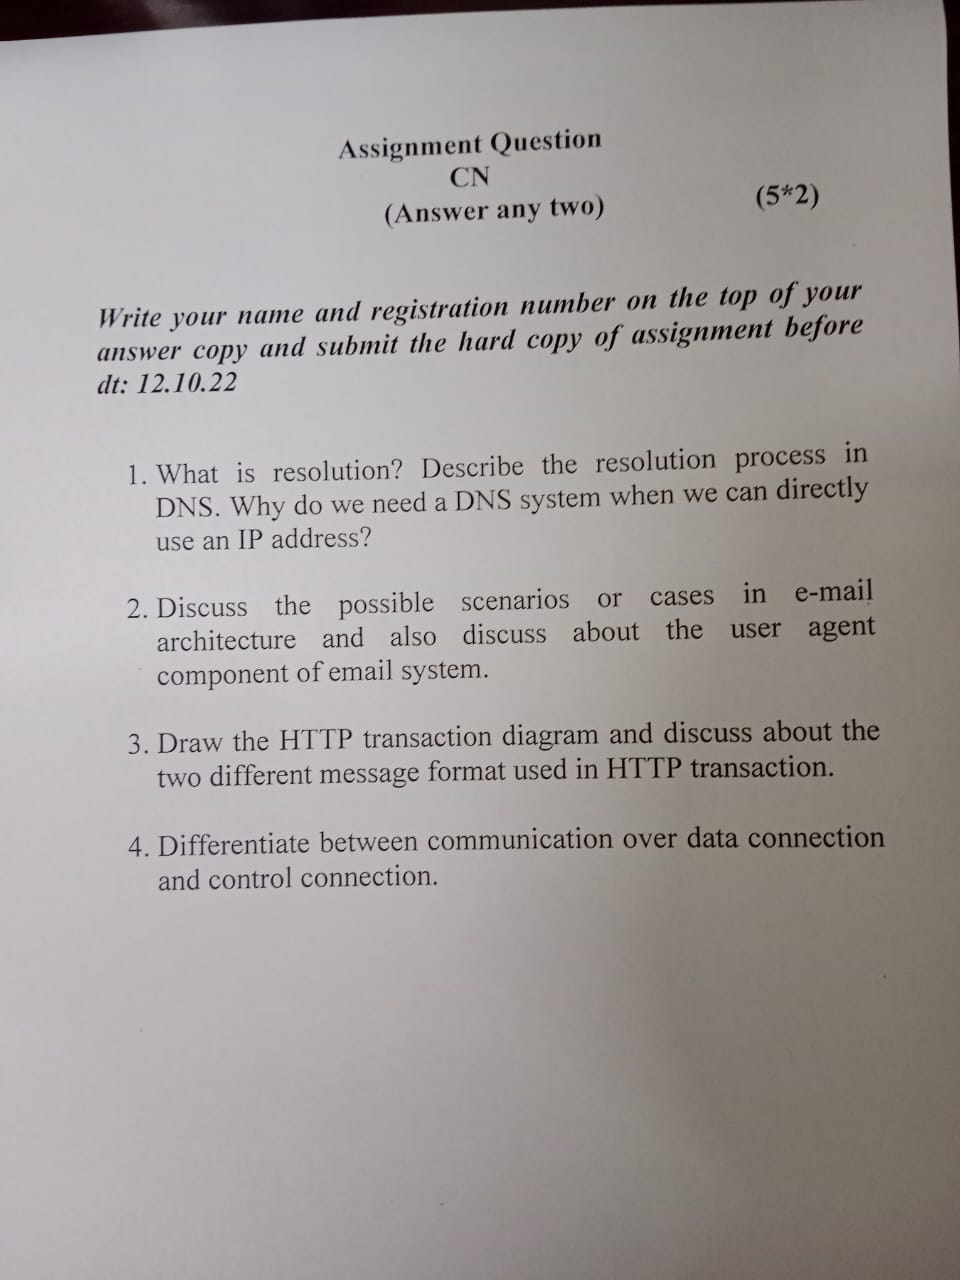 Assignment Question
CN
(Answer any two)
(5*2)
Write your name and registration number on the top of your
answer copy and submit the hard copy of assignment before
dt: 12.10.22
1. What is resolution? Describe the resolution process in
DNS. Why do we need a DNS system when we can directly
use an IP address?
2. Discuss the possible scenarios or cases in e-mail
architecture and also discuss about the user agent
component of email system.
3. Draw the HTTP transaction diagram and discuss about the
two different message format used in HTTP transaction.
4. Differentiate between communication over data connection
and control connection.